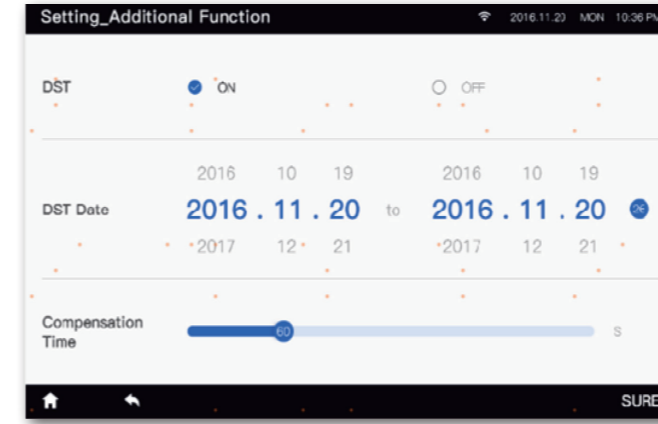 Setting_Additional Function 2016.11.20 MON 10:36 PM
DST ON OFF
2016 10 19 2016 10 19
DST Date 2016 . 11 . 20 to 2016 . 11 . 20
2017 12 21 2017 12 21
Compensation
Time 60 S
SURE